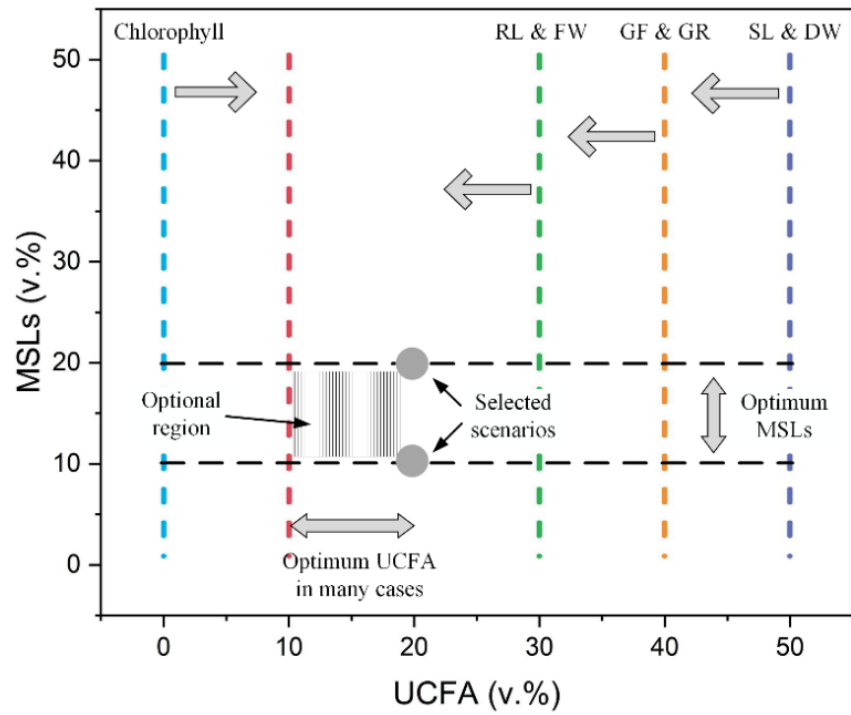 Chlorophyll
RL & FW
GF & GR
SL & DW
50
40
30
20
10
0
MSLs (v.%)
Optional
region
Selected
scenarios
Optimum
MSLs
Optimum UCFA
in many cases
0
10
20
30
40
50
UCFA (v.%)